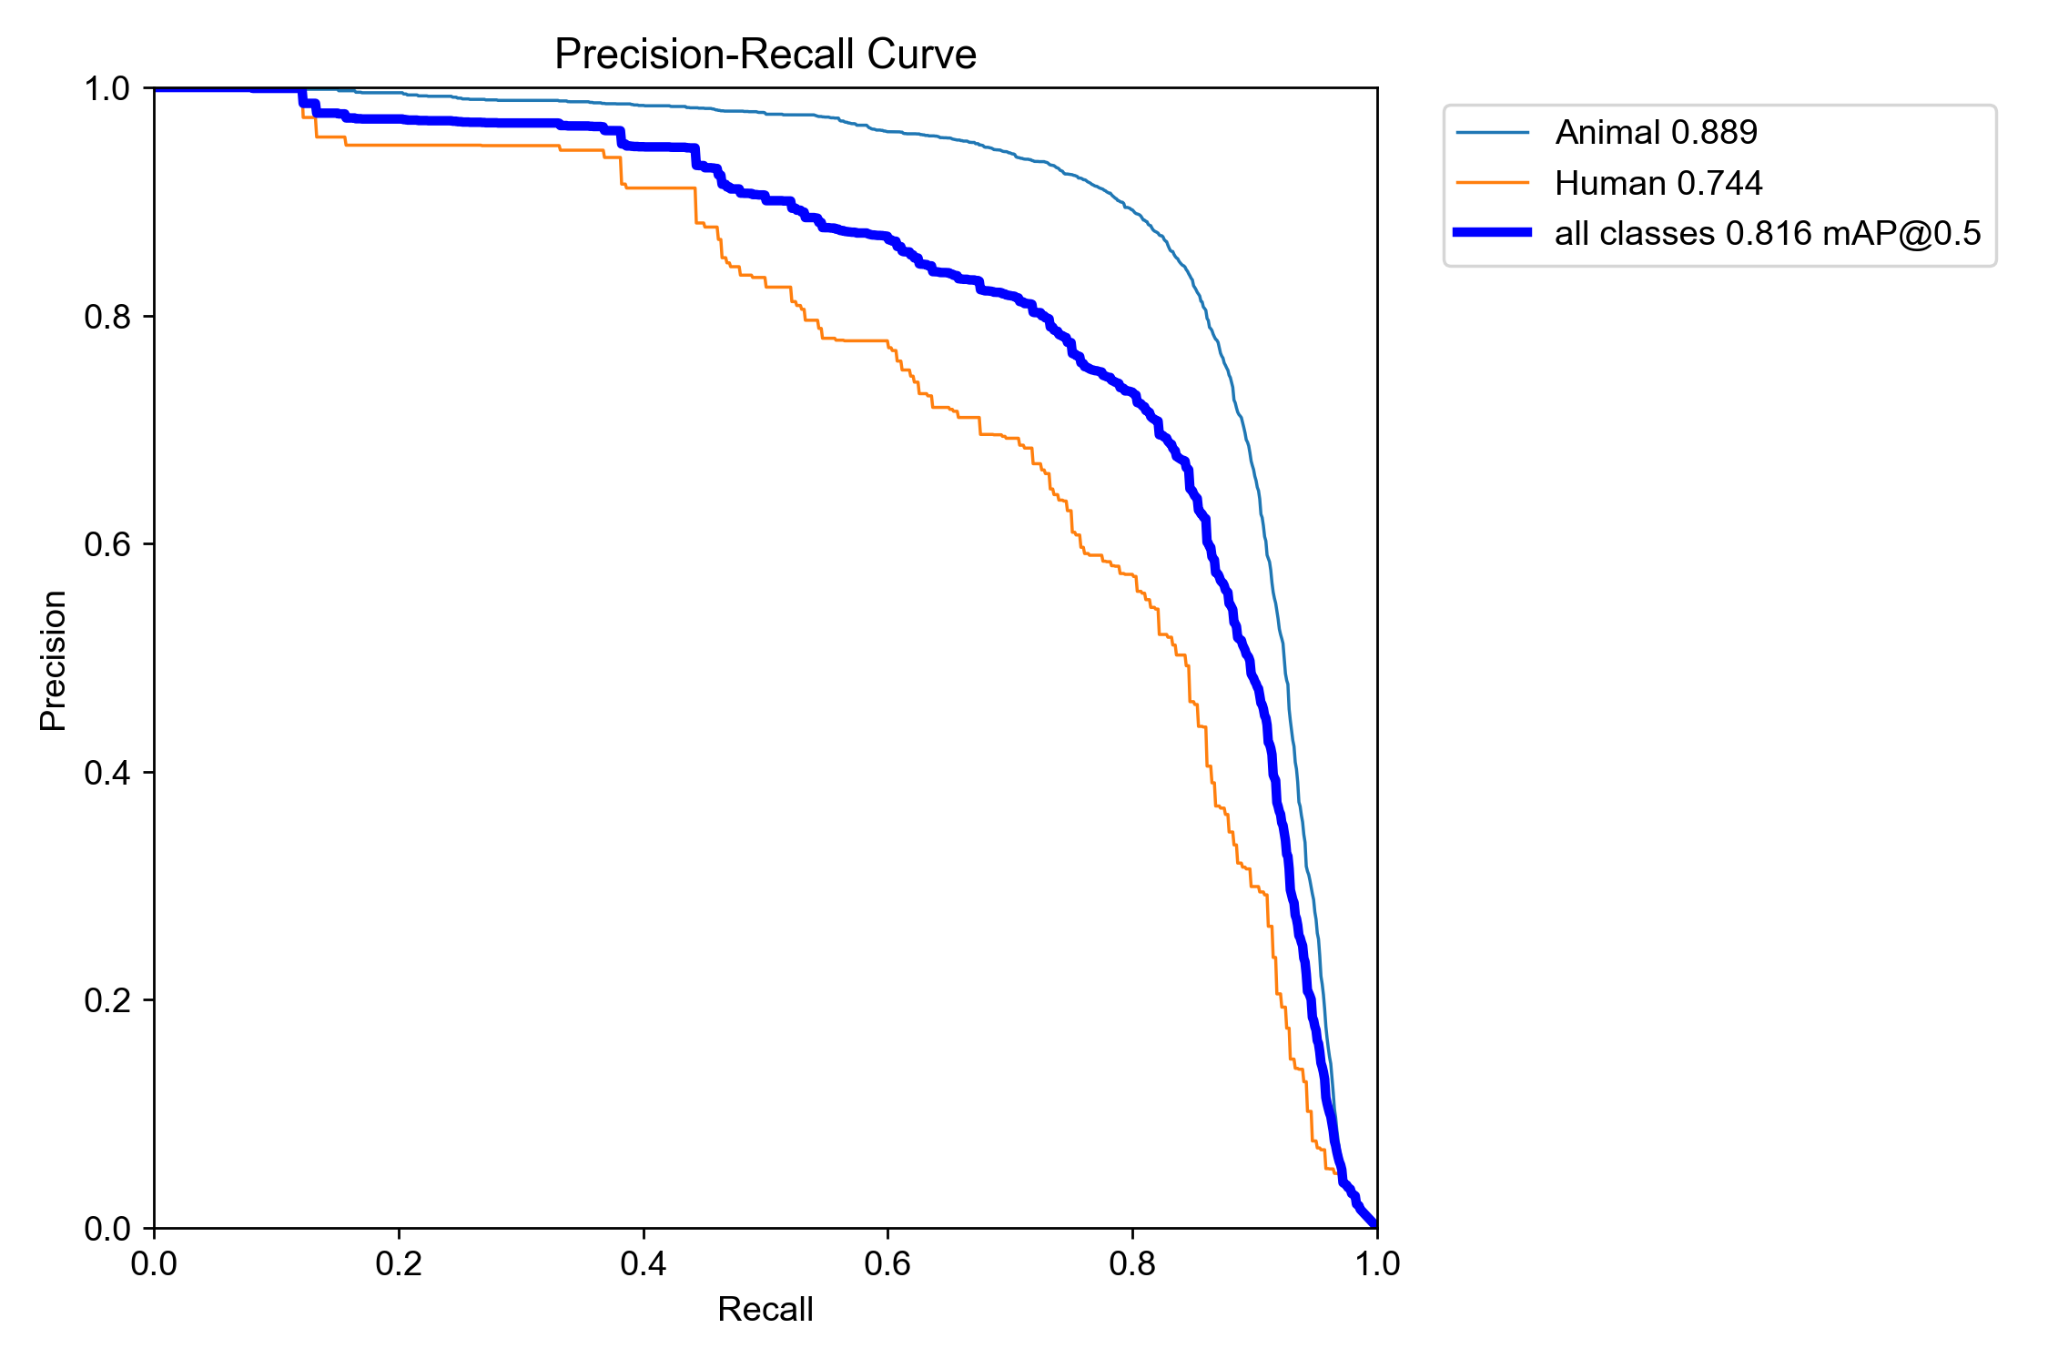 Precision-Recall Curve
1.0
0.8
0.6
0.4
0.2
0.0
Precision
0.0 0.2 0.4 0.6 0.8 1.0
Recall
Animal 0.889
Human 0.744
all classes 0.816 mAP@0.5